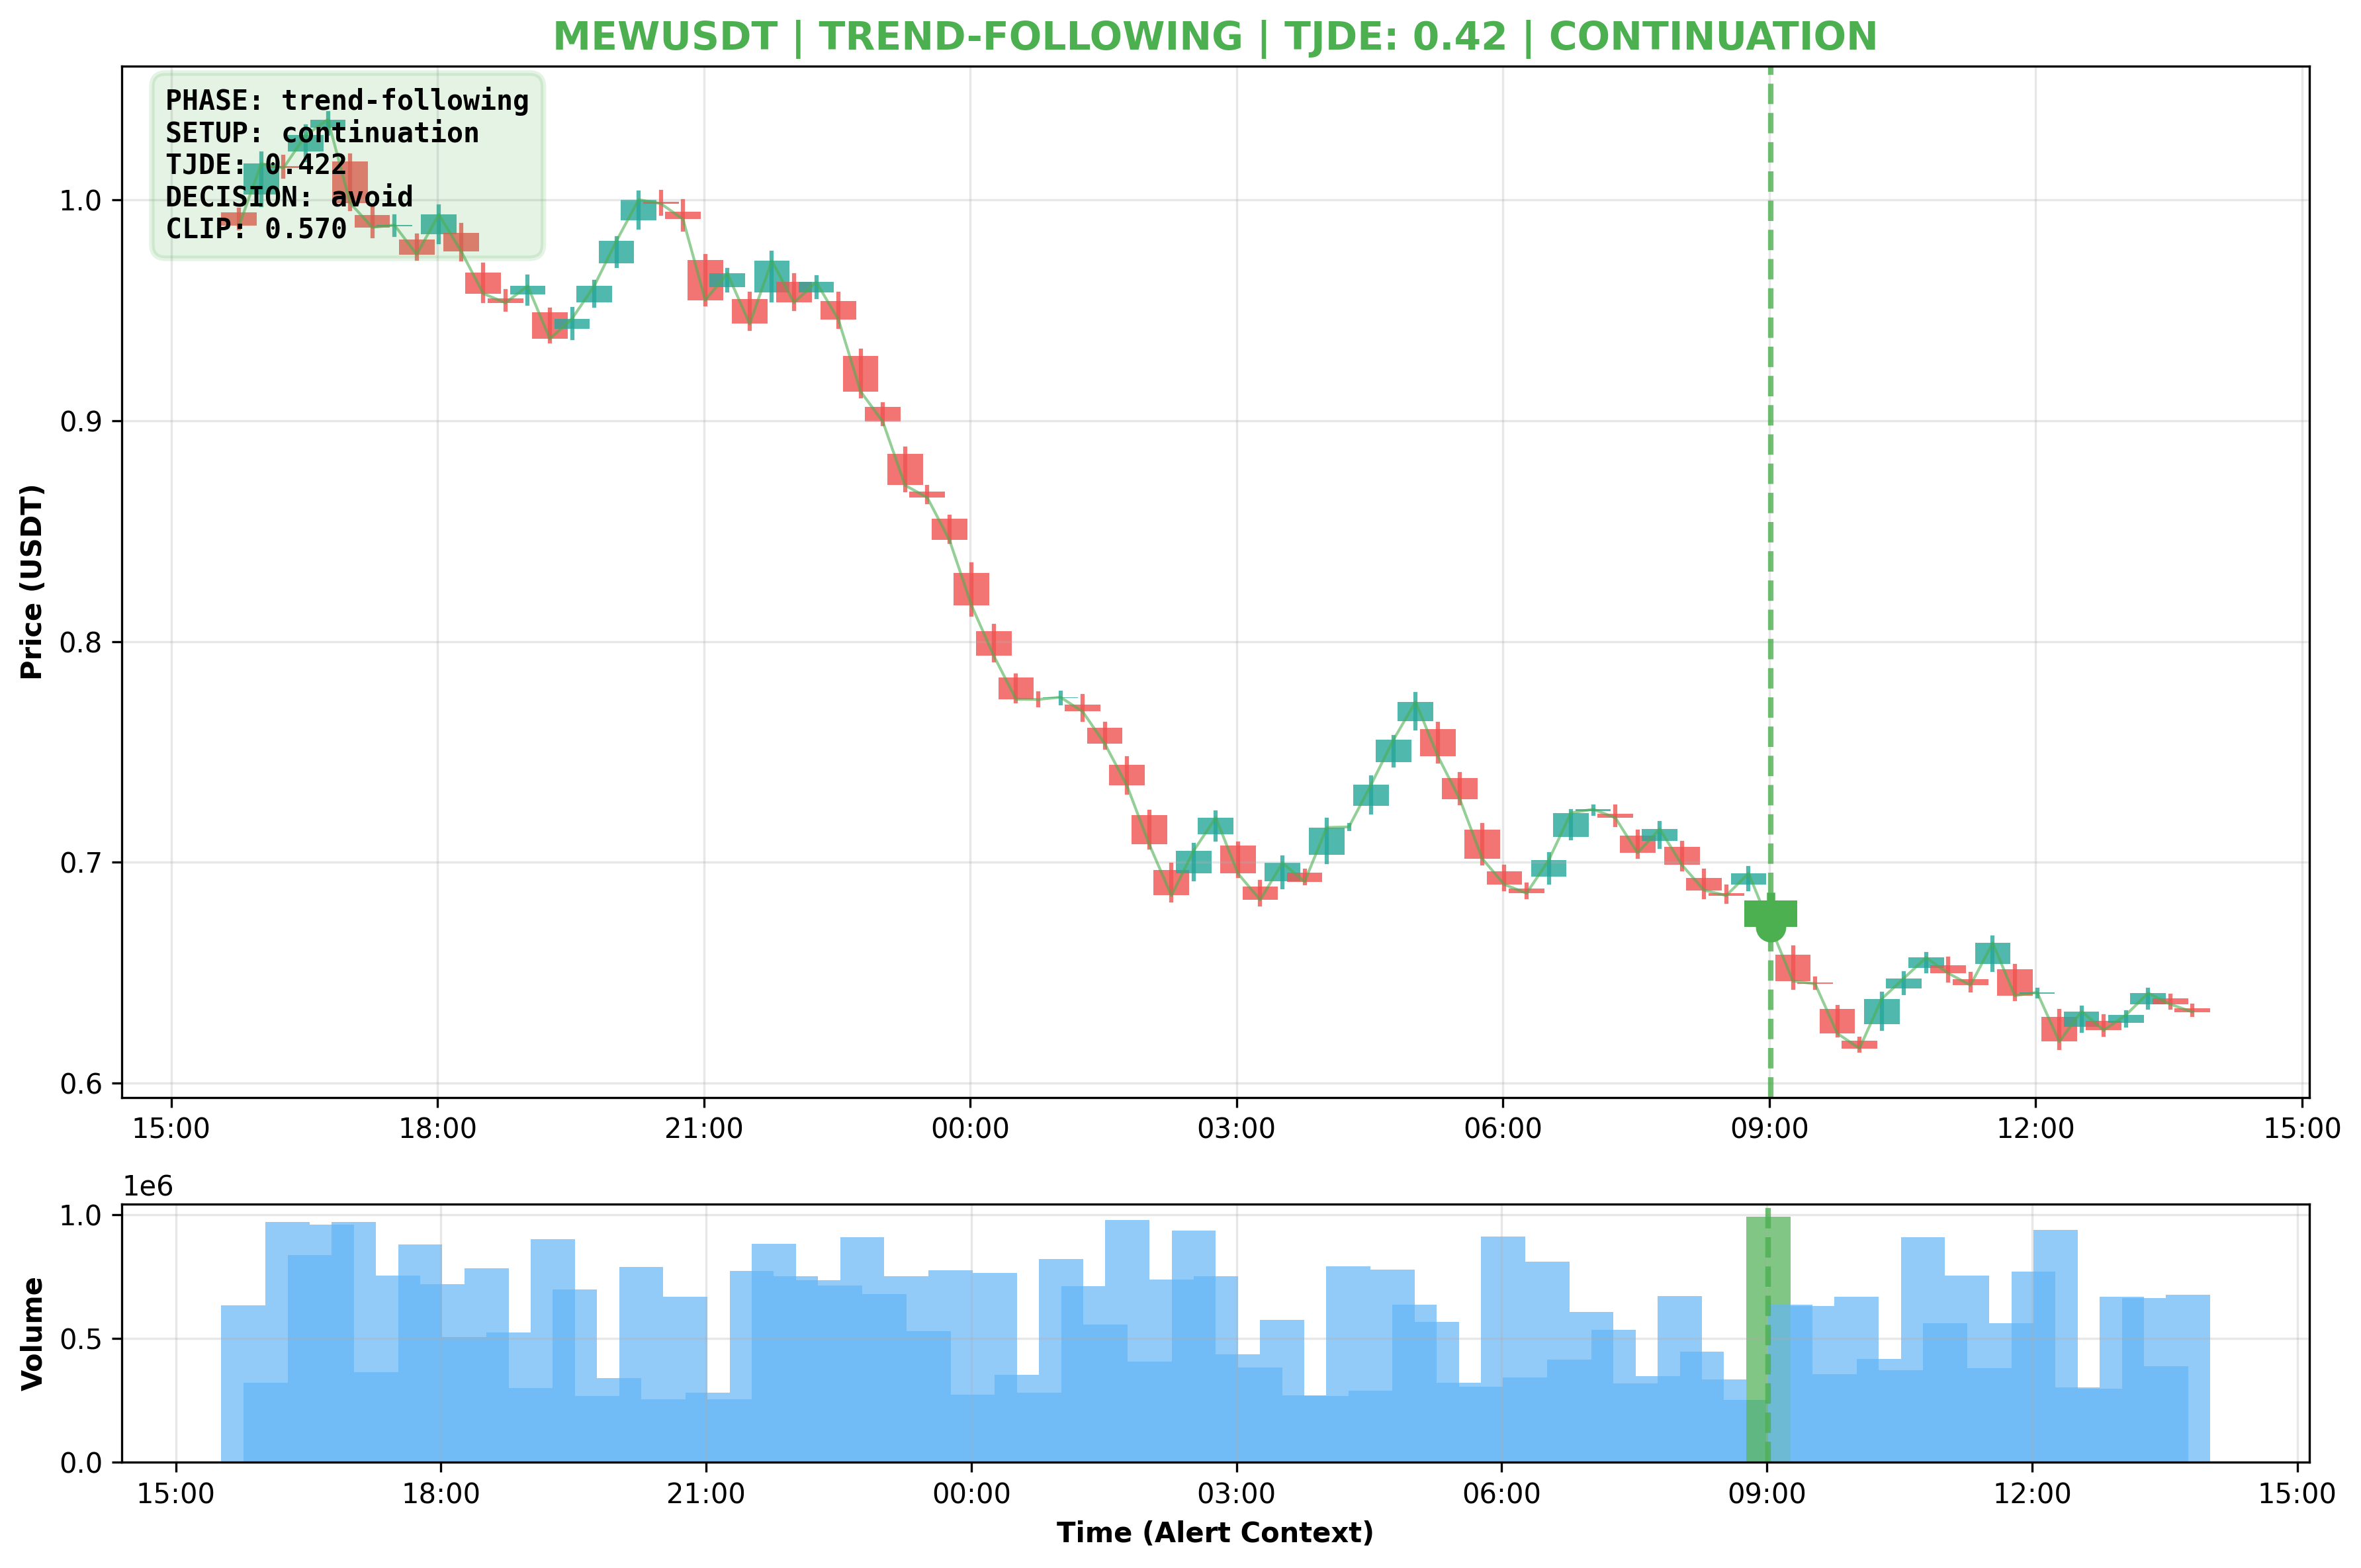 MEWUSDT | TREND-FOLLOWING | TJDE: 0.42 | CONTINUATION
PHASE: trend-following
SETUP: continuation
TJDE: 0.422
DECISION: avoid
CLIP: 0.570
Price (USDT)
1.0
0.9
0.8
0.7
0.6
15:00 18:00 21:00 00:00 03:00 06:00 09:00 12:00 15:00
1e6
Volume
1.0
0.5
0.0
15:00 18:00 21:00 00:00 03:00 06:00 09:00 12:00 15:00
Time (Alert Context)